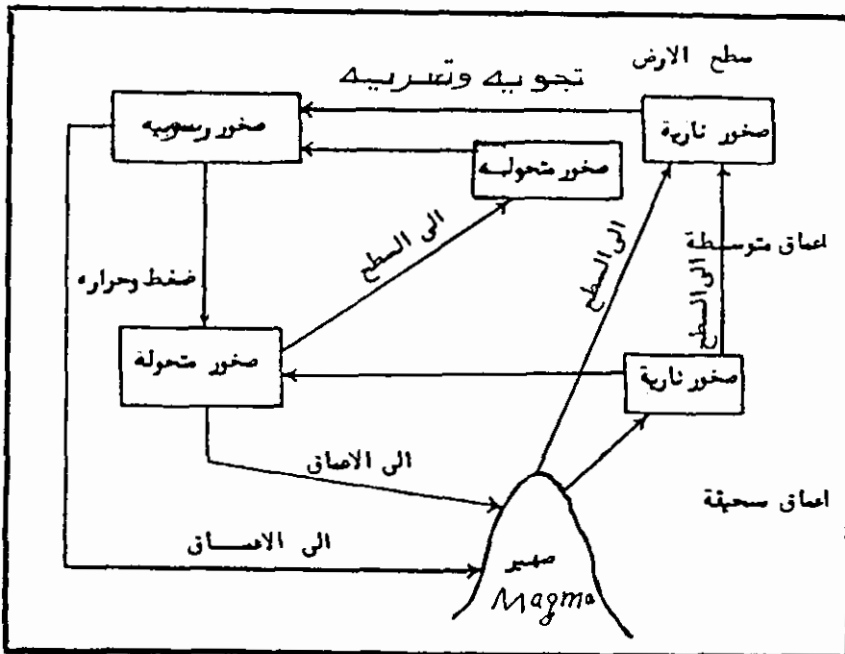 سطح الارض
تجويه وتعريه
صخور نارية
صخور رسوبيه
صخور متحوله
الى السطح
الى السطح
اعماق متوسطة
الى السطح
ضغط وحراره
صخور متحولة
صخور نارية
الى الاعماق
اعماق سحيقة
الى الاعمـــاق
صهير
Magma